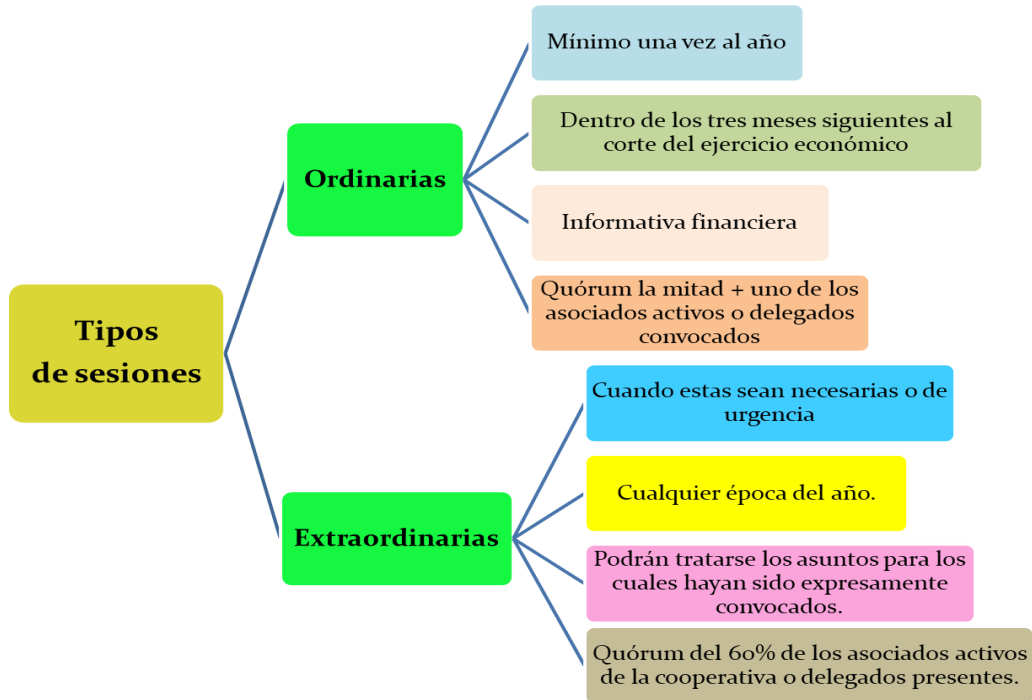 Tipos
de sesiones
Ordinarias
Mínimo una vez al año
Dentro de los tres meses siguientes al
corte del ejercicio económico
Informativa financiera
Quórum la mitad + uno de los
asociados activos o delegados
convocados
Extraordinarias
Cuando estas sean necesarias o de
urgencia
Cualquier época del año.
Podrán tratarse los asuntos para los
cuales hayan sido expresamente
convocados.
Quórum del 60% de los asociados activos
de la cooperativa o delegados presentes.